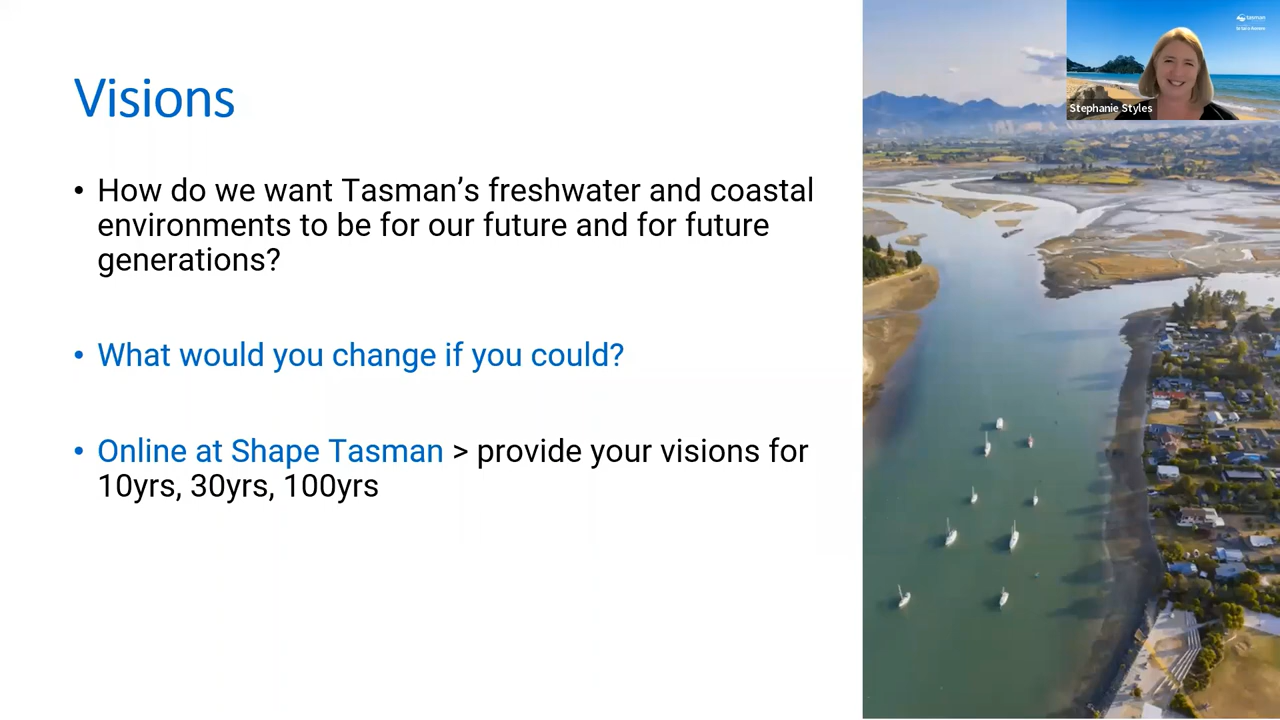 Visions
• How do we want Tasman’s freshwater and coastal
environments to be for our future and for future
generations?
• What would you change if you could?
• Online at Shape Tasman > provide your visions for
10yrs, 30yrs, 100yrs
tasman
Stephanie Styles